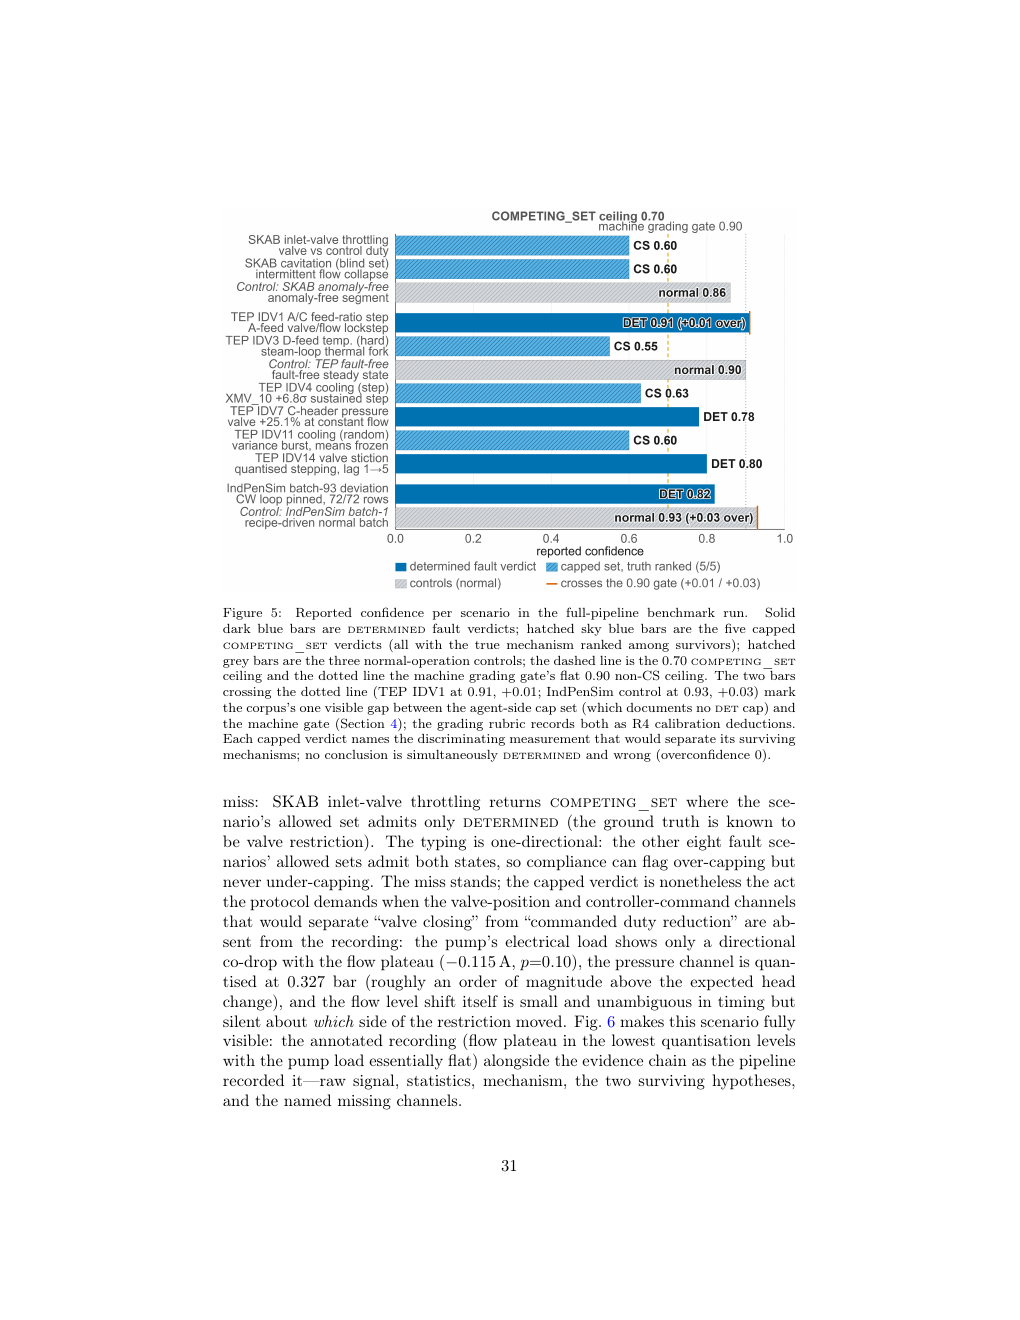 COMPETING_SET ceiling 0.70
machine grading gate 0.90
SKAB inlet-valve throttling
valve vs control duty
CS 0.60
SKAB cavitation (blind set)
intermittent flow collapse
CS 0.60
Control: SKAB anomaly-free
anomaly-free segment
normal 0.86
TEP IDV1 A/C feed-ratio step
A-feed valve/flow lockstep
DET 0.91 (+0.01 over)
TEP IDV3 D-feed temp. (hard)
steam-loop thermal fork
CS 0.55
Control: TEP fault-free
fault-free steady state
normal 0.90
TEP IDV4 cooling (step)
XMV_10 +6.8σ sustained step
CS 0.63
TEP IDV7 C-header pressure
valve +25.1% at constant flow
DET 0.78
TEP IDV11 cooling (random)
variance burst, means frozen
CS 0.60
TEP IDV14 valve stiction
quantised stepping, lag 1→5
DET 0.80
IndPenSim batch-93 deviation
CW loop pinned, 72/72 rows
DET 0.82
Control: IndPenSim batch-1
recipe-driven normal batch
normal 0.93 (+0.03 over)
0.0 0.2 0.4 0.6 0.8 1.0
reported confidence
determined fault verdict capped set, truth ranked (5/5)
controls (normal) crosses the 0.90 gate (+0.01 / +0.03)
Figure 5: Reported confidence per scenario in the full-pipeline benchmark run. Solid
dark blue bars are DETERMINED fault verdicts; hatched sky blue bars are the five capped
COMPETING_SET verdicts (all with the true mechanism ranked among survivors); hatched
grey bars are the three normal-operation controls; the dashed line is the 0.70 COMPETING_SET
ceiling and the dotted line the machine grading gate's flat 0.90 non-CS ceiling. The two bars
crossing the dotted line (TEP IDV1 at 0.91, +0.01; IndPenSim control at 0.93, +0.03) mark
the corpus's one visible gap between the agent-side cap set (which documents no DET cap) and
the machine gate (Section 4); the grading rubric records both as R4 calibration deductions.
Each capped verdict names the discriminating measurement that would separate its surviving
mechanisms; no conclusion is simultaneously DETERMINED and wrong (overconfidence 0).
miss: SKAB inlet-valve throttling returns COMPETING_SET where the sce-
nario's allowed set admits only DETERMINED (the ground truth is known to
be valve restriction). The typing is one-directional: the other eight fault sce-
narios' allowed sets admit both states, so compliance can flag over-capping but
never under-capping. The miss stands; the capped verdict is nonetheless the act
the protocol demands when the valve-position and controller-command channels
that would separate “valve closing” from “commanded duty reduction” are ab-
sent from the recording: the pump's electrical load shows only a directional
co-drop with the flow plateau (−0.115 A, p=0.10), the pressure channel is quan-
tised at 0.327 bar (roughly an order of magnitude above the expected head
change), and the flow level shift itself is small and unambiguous in timing but
silent about which side of the restriction moved. Fig. 6 makes this scenario fully
visible: the annotated recording (flow plateau in the lowest quantisation levels
with the pump load essentially flat) alongside the evidence chain as the pipeline
recorded it—raw signal, statistics, mechanism, the two surviving hypotheses,
and the named missing channels.
31